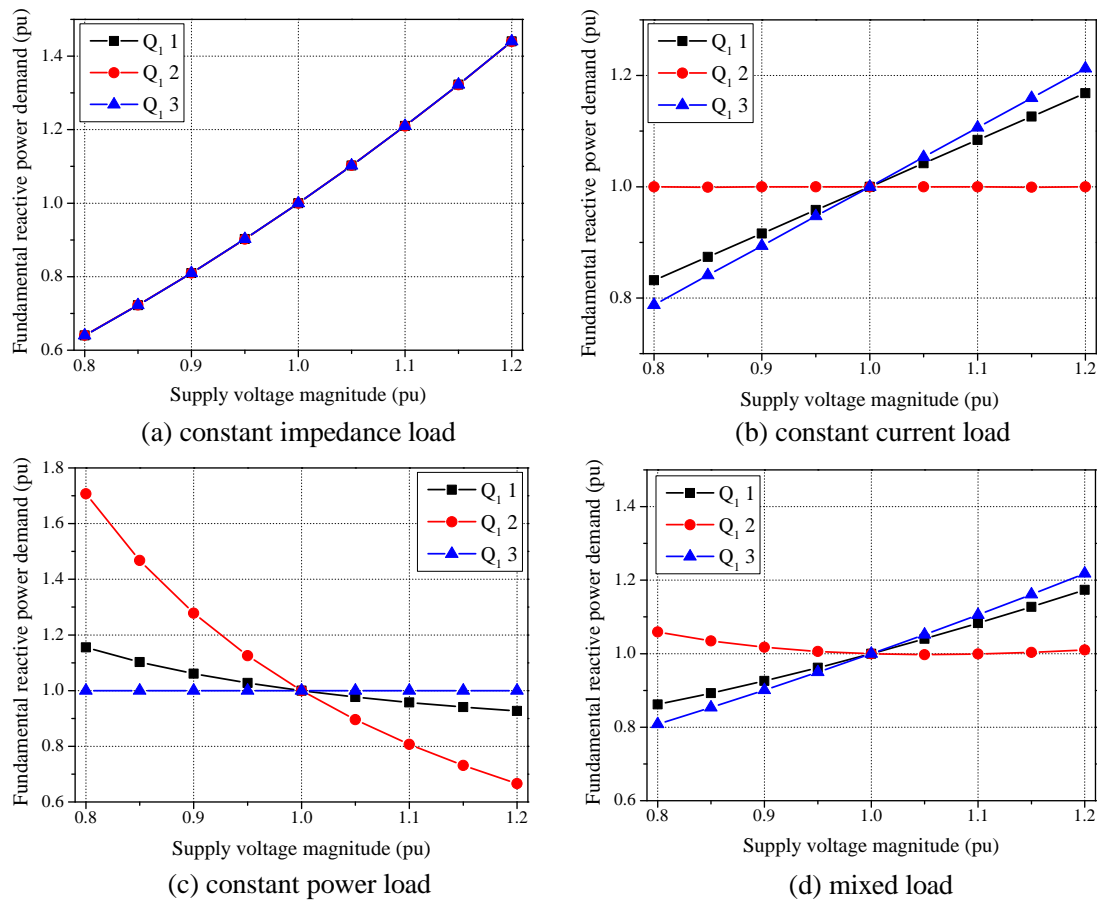 Fundamental reactive power demand (pu)
1.4
1.2
1.0
0.8
0.6
Q1 1
Q1 2
Q1 3
0.8 0.9 1.0 1.1 1.2
Supply voltage magnitude (pu)
(a) constant impedance load
Fundamental reactive power demand (pu)
1.2
1.0
0.8
Q1 1
Q1 2
Q1 3
0.8 0.9 1.0 1.1 1.2
Supply voltage magnitude (pu)
(b) constant current load
Fundamental reactive power demand (pu)
1.8
1.6
1.4
1.2
1.0
0.8
0.6
Q1 1
Q1 2
Q1 3
0.8 0.9 1.0 1.1 1.2
Supply voltage magnitude (pu)
(c) constant power load
Fundamental reactive power demand (pu)
1.4
1.2
1.0
0.8
0.6
Q1 1
Q1 2
Q1 3
0.8 0.9 1.0 1.1 1.2
Supply voltage magnitude (pu)
(d) mixed load